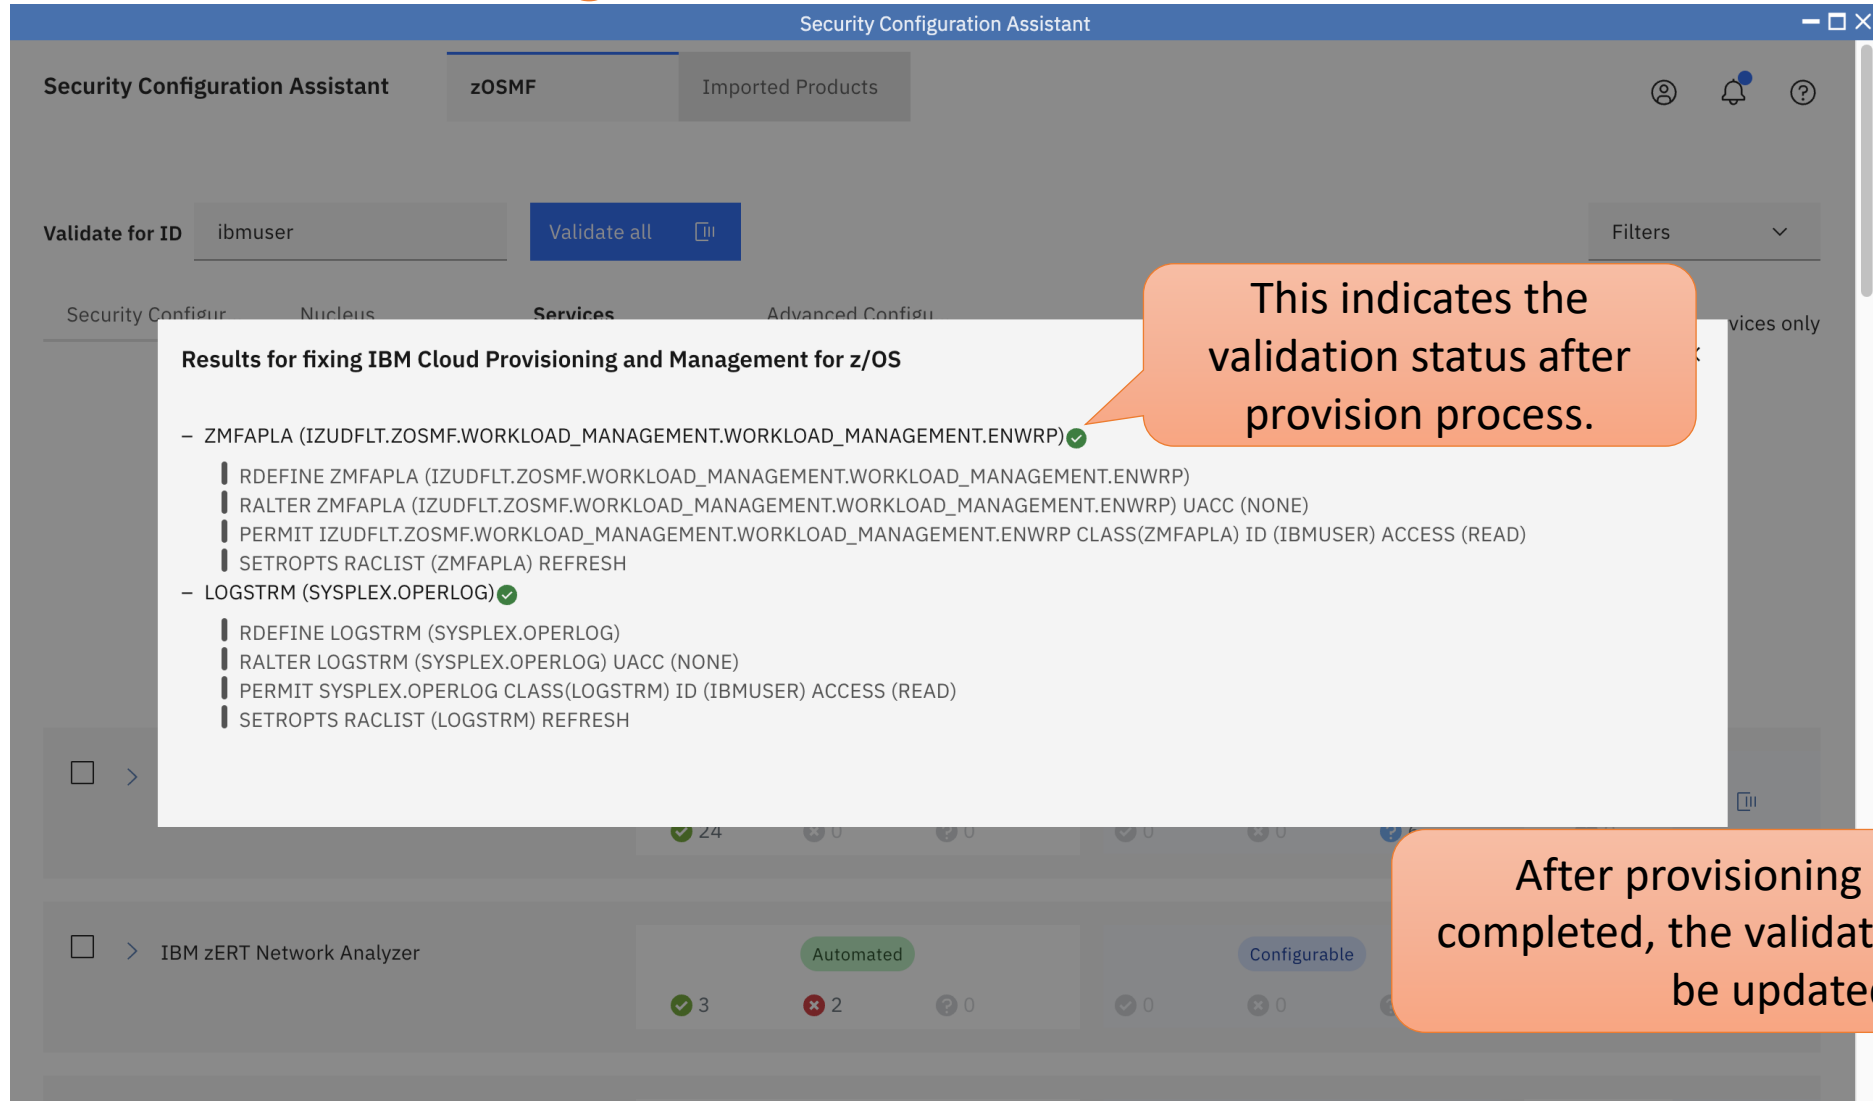 Security Configuration Assistant
Security Configuration Assistant
zOSMF
Imported Products
Validate for ID
ibmuser
Validate all
Filters
Security Configur
Nucleus
Services
Advanced Configu
vices only
This indicates the
validation status after
provision process.
Results for fixing IBM Cloud Provisioning and Management for z/OS
– ZMFAPLA (IZUDFLT.ZOSMF.WORKLOAD_MANAGEMENT.WORKLOAD_MANAGEMENT.ENWRP)
RDEFINE ZMFAPLA (IZUDFLT.ZOSMF.WORKLOAD_MANAGEMENT.WORKLOAD_MANAGEMENT.ENWRP)
RALTER ZMFAPLA (IZUDFLT.ZOSMF.WORKLOAD_MANAGEMENT.WORKLOAD_MANAGEMENT.ENWRP) UACC (NONE)
PERMIT IZUDFLT.ZOSMF.WORKLOAD_MANAGEMENT.WORKLOAD_MANAGEMENT.ENWRP CLASS(ZMFAPLA) ID (IBMUSER) ACCESS (READ)
SETROPTS RACLIST (ZMFAPLA) REFRESH
– LOGSTRM (SYSPLEX.OPERLOG)
RDEFINE LOGSTRM (SYSPLEX.OPERLOG)
RALTER LOGSTRM (SYSPLEX.OPERLOG) UACC (NONE)
PERMIT SYSPLEX.OPERLOG CLASS(LOGSTRM) ID (IBMUSER) ACCESS (READ)
SETROPTS RACLIST (LOGSTRM) REFRESH
24 0 0 0 0
After provisioning
completed, the validat
be update
IBM zERT Network Analyzer
Automated
Configurable
3 2 0 0 0